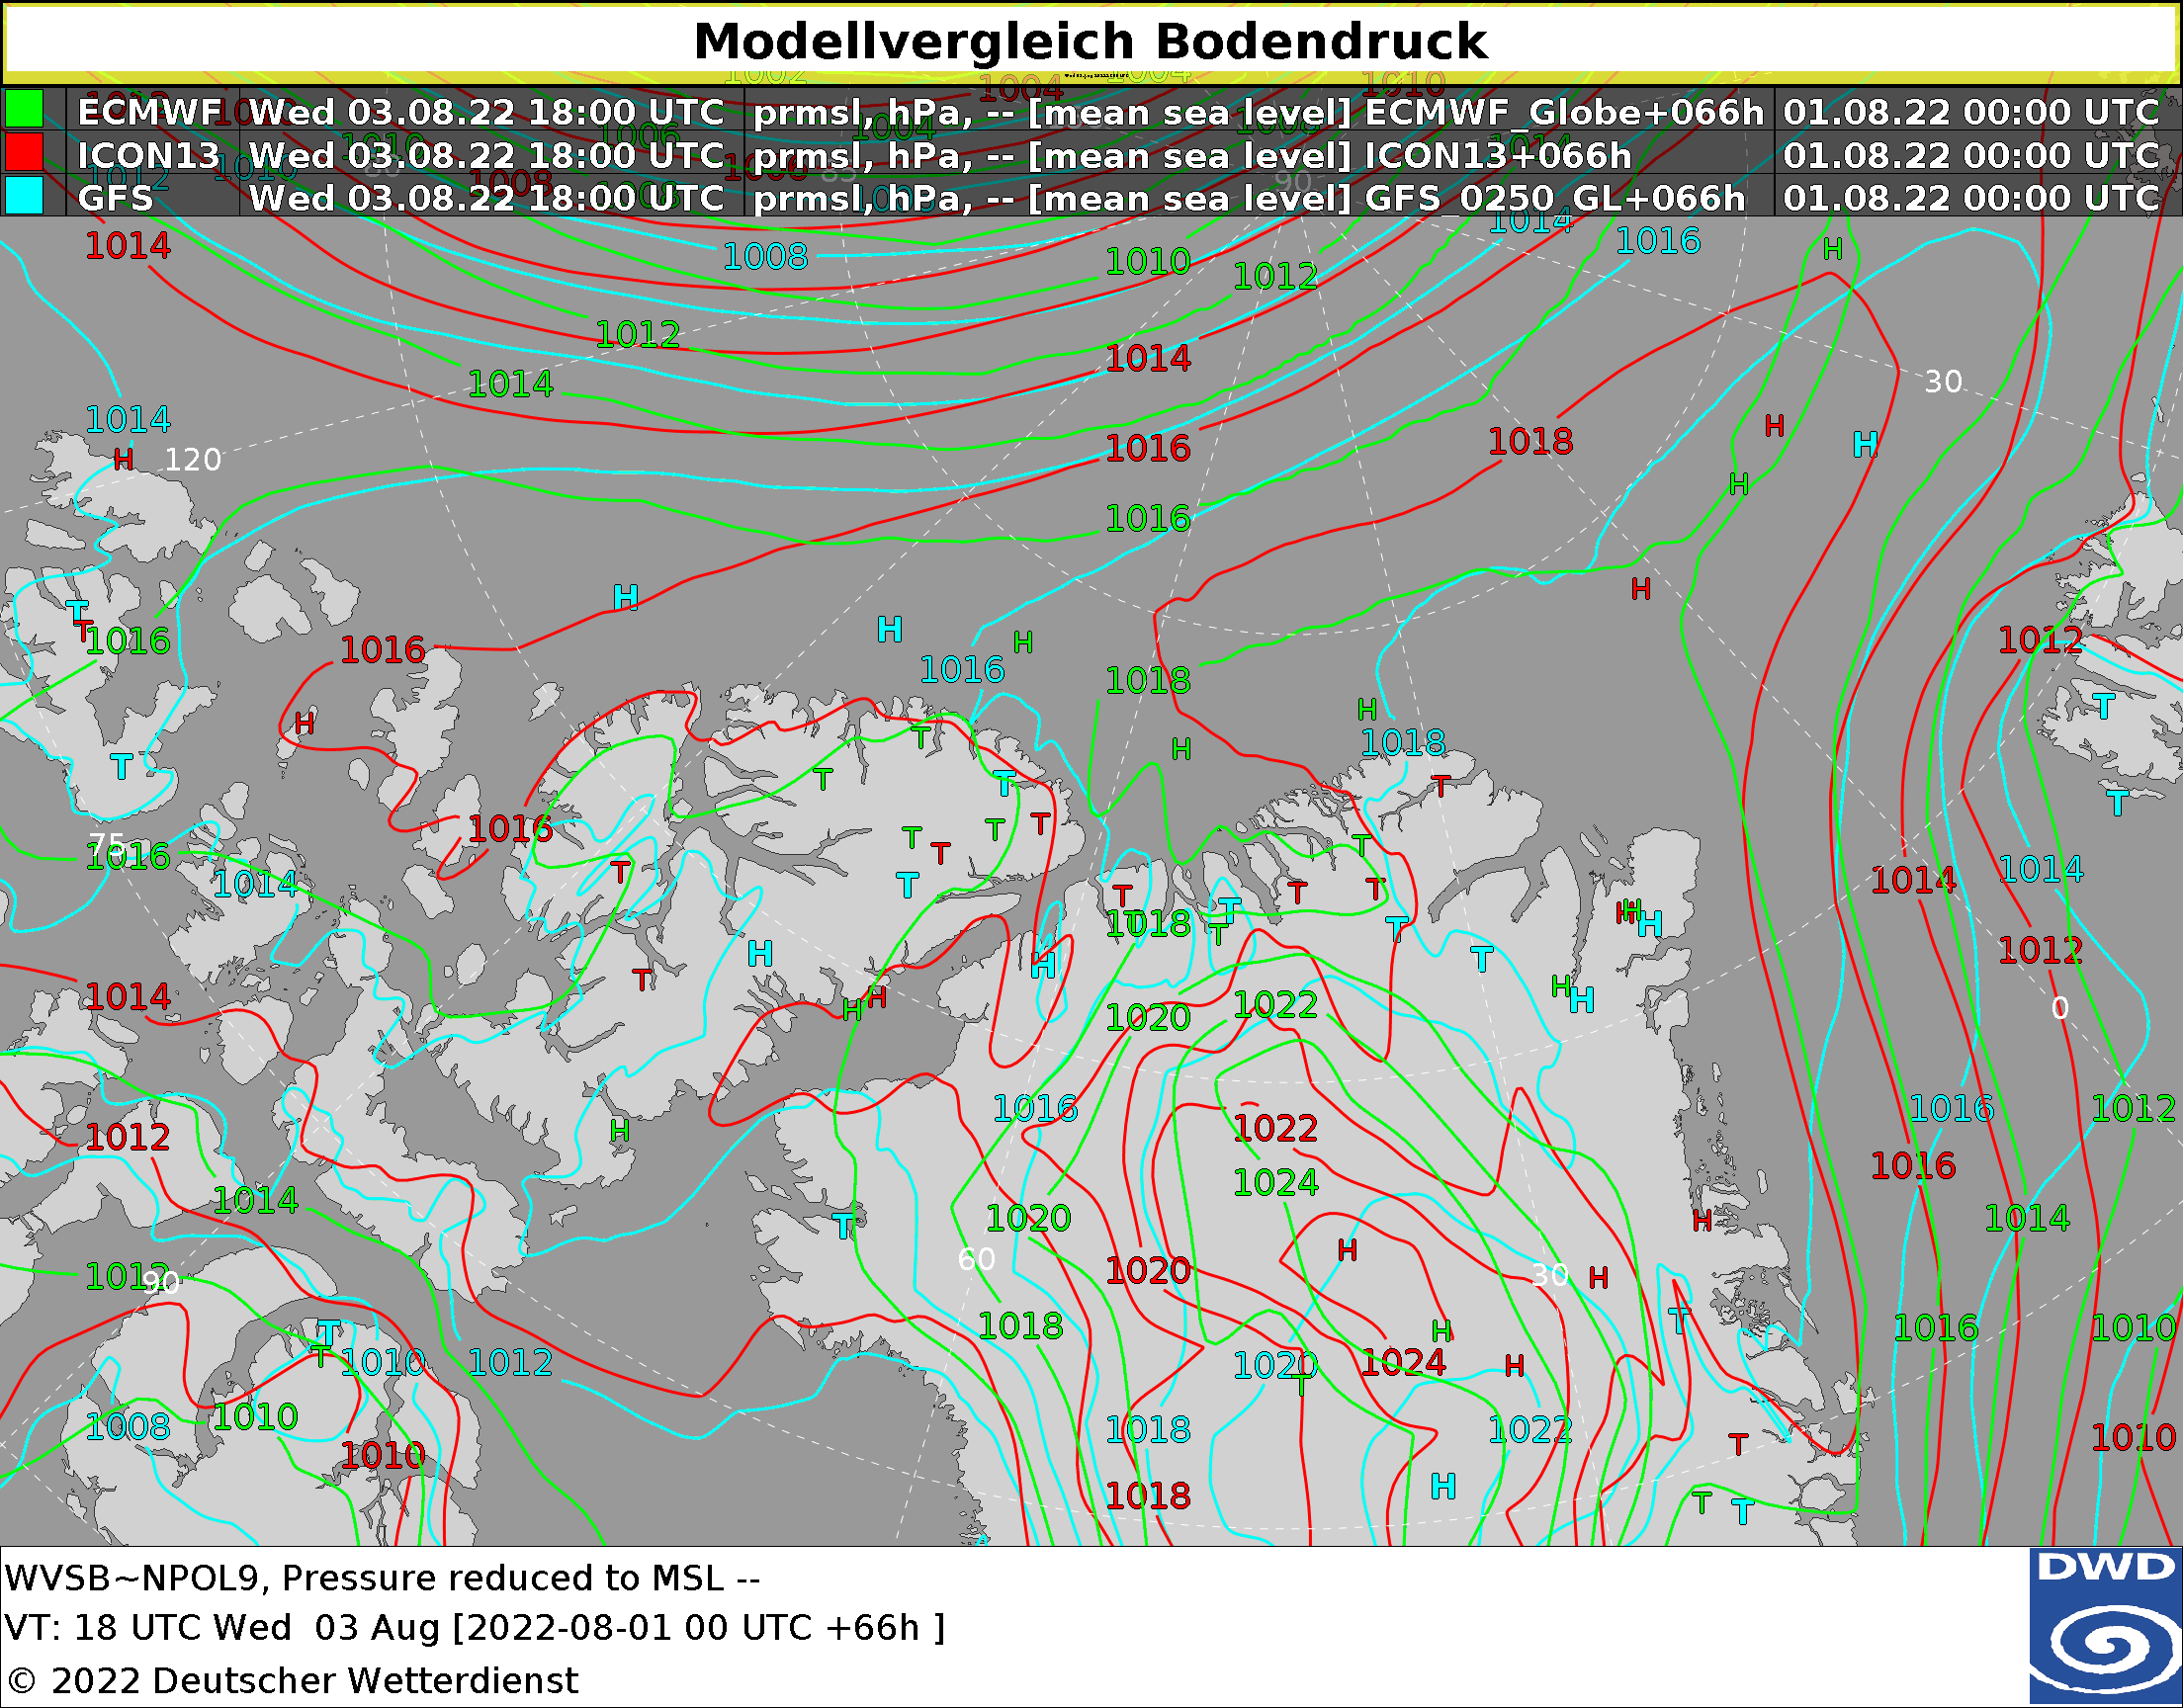 Modellvergleich Bodendruck
1002 1004 1004 1010
ECMWF Wed 03.08.22 18:00 UTC prmsl, hPa, -- [mean sea level] ECMWF_Globe+066h 01.08.22 00:00 UTC
ICON13 Wed 03.08.22 18:00 UTC prmsl, hPa, -- [mean sea level] ICON13+066h 01.08.22 00:00 UTC
GFS Wed 03.08.22 18:00 UTC prmsl, hPa, -- [mean sea level] GFS_0250_GL+066h 01.08.22 00:00 UTC
1014 1008 1010 1012 1014 1016 H
1012 1014
1014 30
1014 H 120 1016 1018 H H H
1016
H H H H
T T 1016 1016 1016 1018 1012
H H H 1018 T
T T T T T T
75 1016 1014 1016 T T T T T 1014 1014
T T T 1018 T T T T T H H H
1014 T H H H H 1020 1022 T H H 1012 0
1012 H 1016 1022 1016 1012
1014 T 1020 1024 H 1016 1014
1012 90 60 1020 H 30 H
T T 1018 T H 1016 1010
1010 1012 1020 T 1024 H
1008 1010 1018 1022 T 1010
1010 1018 H T T
WVSB~NPOL9, Pressure reduced to MSL --
VT: 18 UTC Wed  03 Aug [2022-08-01 00 UTC +66h ]
© 2022 Deutscher Wetterdienst
DWD